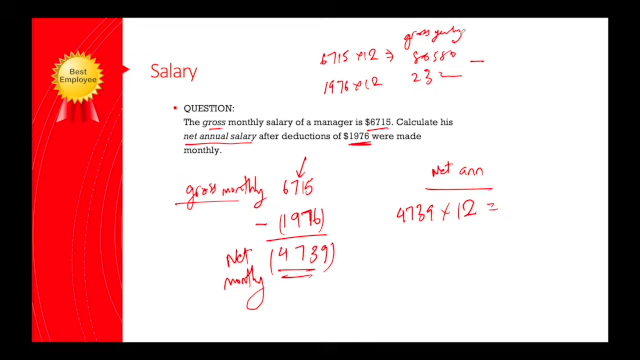 gross yearly
6715 × 12 ⇒ 80580 —
1976 × 12 23
Best
Employee
Salary
• QUESTION:
The gross monthly salary of a manager is $6715. Calculate his
net annual salary after deductions of $1976 were made
monthly.
gross monthly 6715
− (1976)
Net monthly (4739)
Net ann
4739 × 12 =